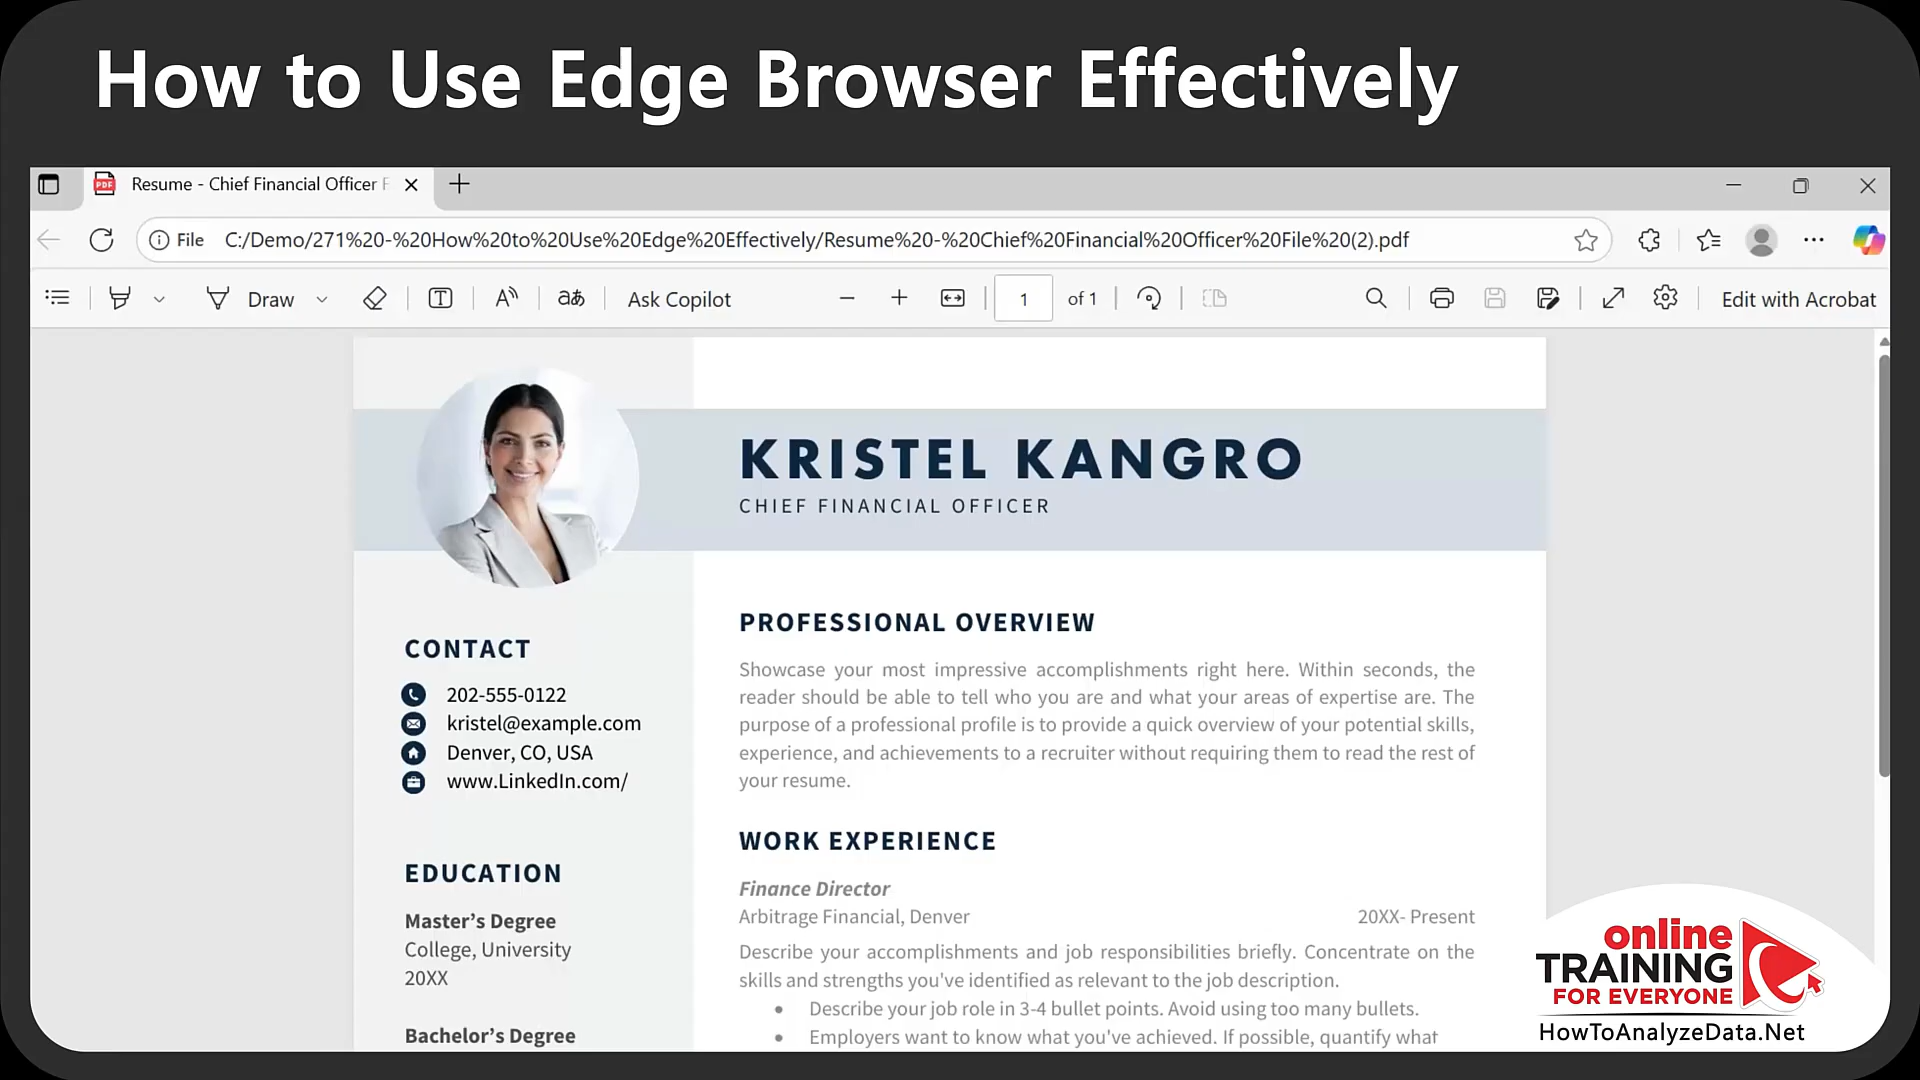 How to Use Edge Browser Effectively
PDF Resume - Chief Financial Officer F
File C:/Demo/271%20-%20How%20to%20Use%20Edge%20Effectively/Resume%20-%20Chief%20Financial%20Officer%20File%20(2).pdf
Draw T A aあ Ask Copilot 1 of 1 Edit with Acrobat
KRISTEL KANGRO
CHIEF FINANCIAL OFFICER
CONTACT
202-555-0122
kristel@example.com
Denver, CO, USA
www.LinkedIn.com/
EDUCATION
Master’s Degree
College, University
20XX
Bachelor’s Degree
PROFESSIONAL OVERVIEW
Showcase your most impressive accomplishments right here. Within seconds, the
reader should be able to tell who you are and what your areas of expertise are. The
purpose of a professional profile is to provide a quick overview of your potential skills,
experience, and achievements to a recruiter without requiring them to read the rest of
your resume.
WORK EXPERIENCE
Finance Director
Arbitrage Financial, Denver 20XX- Present
Describe your accomplishments and job responsibilities briefly. Concentrate on the
skills and strengths you've identified as relevant to the job description.
• Describe your job role in 3-4 bullet points. Avoid using too many bullets.
• Employers want to know what you've achieved. If possible, quantify what
online
TRAINING
FOR EVERYONE
HowToAnalyzeData.Net